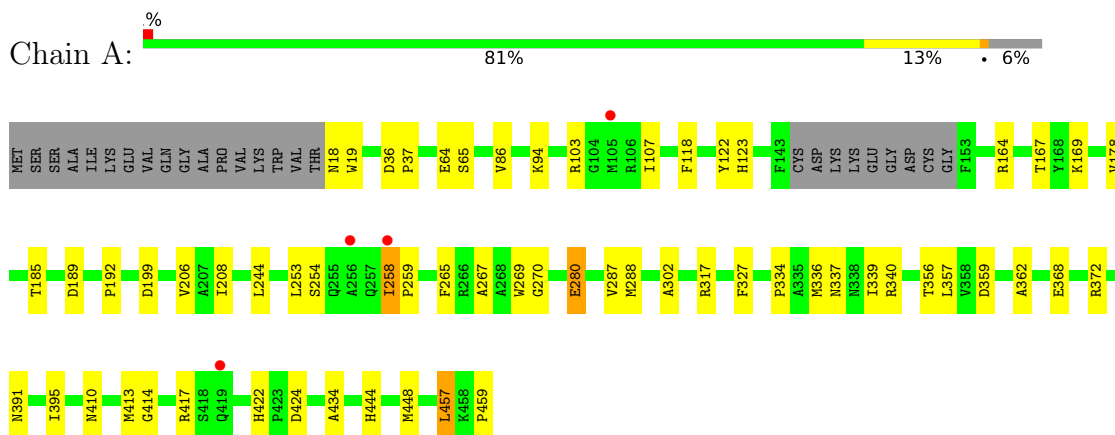 .%
Chain A:
81% 13% • 6%
MET SER SER ALA ILE LYS GLU VAL GLN GLY ALA PRO VAL LYS TRP VAL THR N18 W19 D36 P37 E64 S65 V86 K94 R103 G104 M105 R106 I107 F118 Y122 H123 F143 CYS ASP LYS LYS GLU GLY ASP CYS GLY F153 R164 T167 Y168 K169
T185 D189 P192 D199 V206 A207 I208 L244 L253 S254 Q255 A256 Q257 I258 P259 F265 R266 A267 A268 W269 G270 E280 V287 M288 A302 R317 F327 P334 A335 M336 N337 N338 I339 R340 T356 L357 V358 D359 A362 E368 R372
N391 I395 N410 M413 G414 R417 S418 Q419 H422 P423 D424 A434 H444 M448 L457 K458 P459